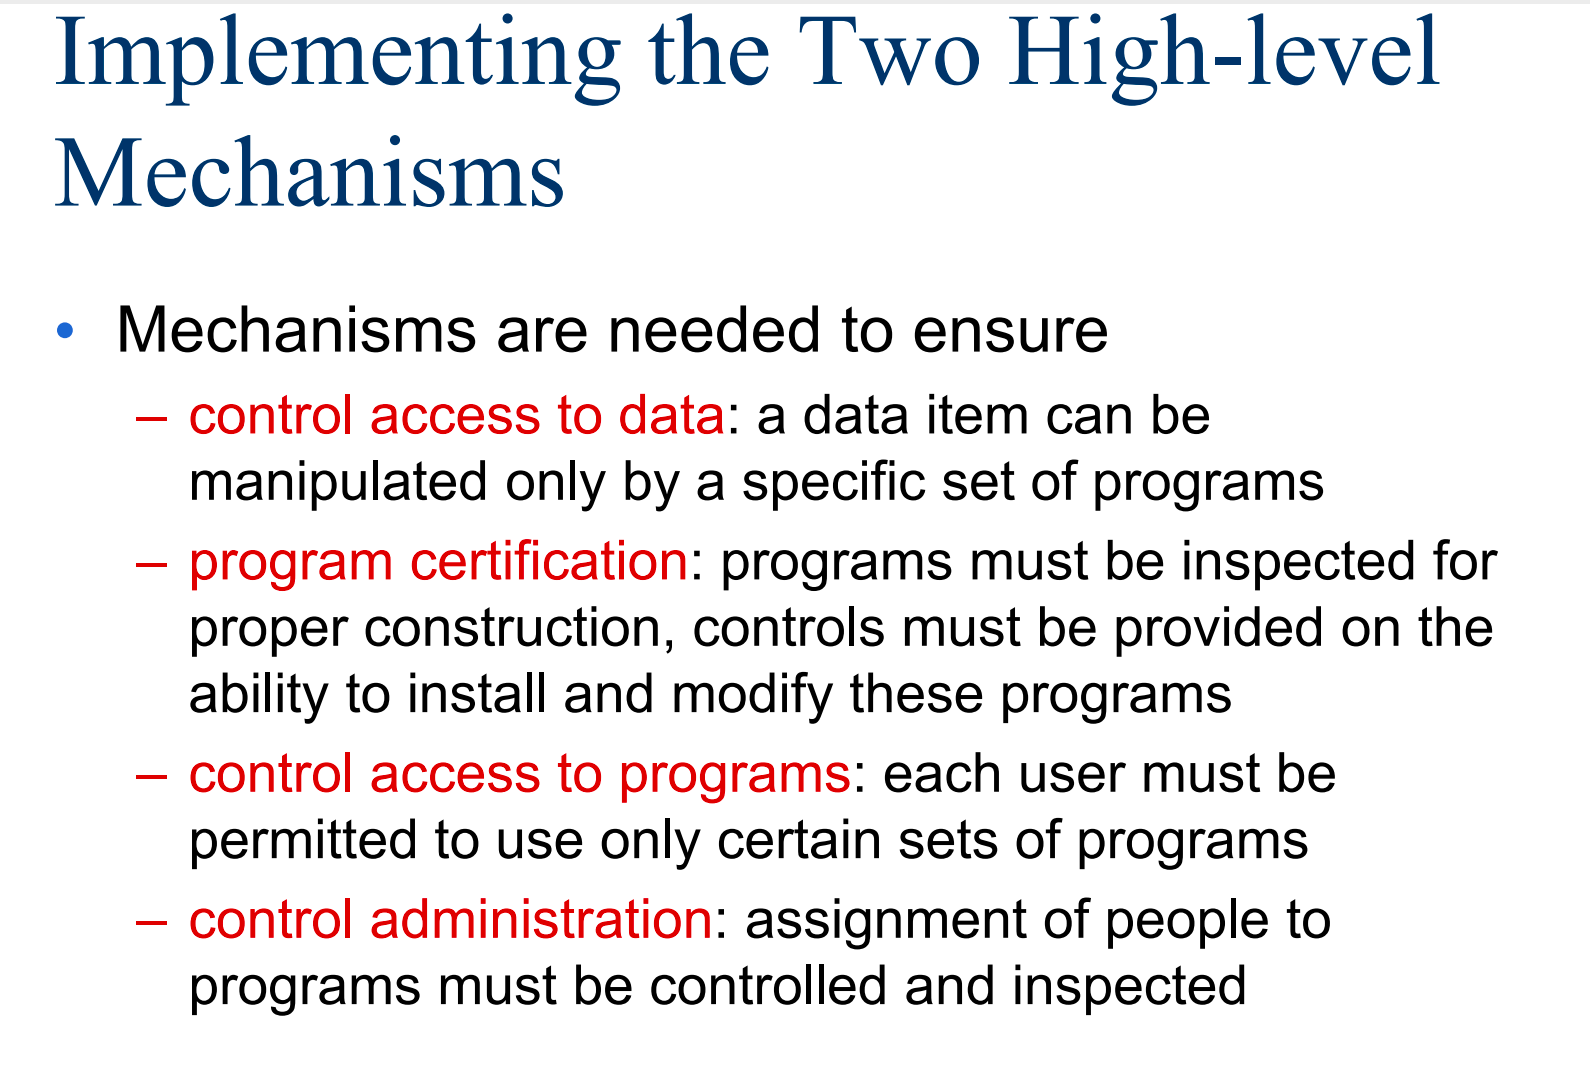 Implementing the Two High-level
Mechanisms
• Mechanisms are needed to ensure
– control access to data: a data item can be
manipulated only by a specific set of programs
– program certification: programs must be inspected for
proper construction, controls must be provided on the
ability to install and modify these programs
– control access to programs: each user must be
permitted to use only certain sets of programs
– control administration: assignment of people to
programs must be controlled and inspected